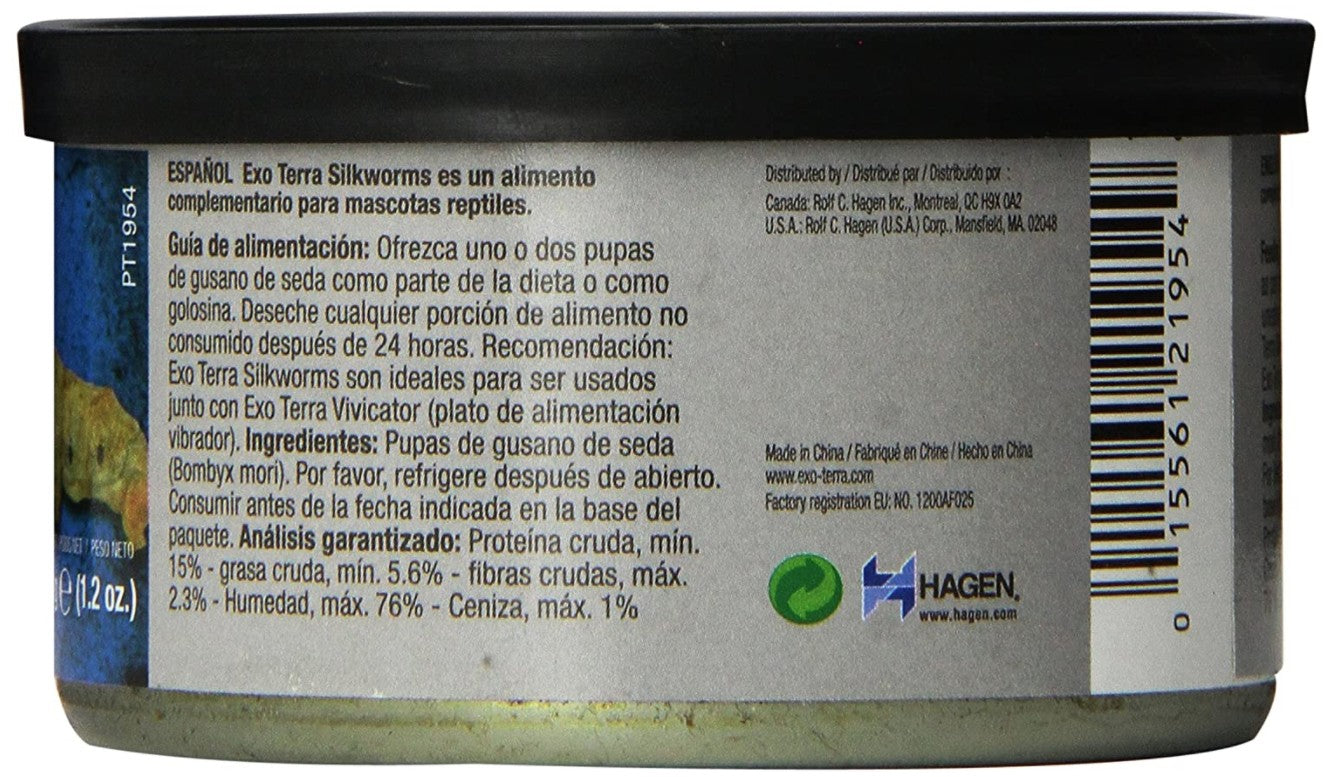 PT1954
PESO NETO
e (1.2 oz.)
ESPAÑOL Exo Terra Silkworms es un alimento
complementario para mascotas reptiles.
Guía de alimentación: Ofrezca uno o dos pupas
de gusano de seda como parte de la dieta o como
golosina. Deseche cualquier porción de alimento no
consumido después de 24 horas. Recomendación:
Exo Terra Silkworms son ideales para ser usados
junto con Exo Terra Vivicator (plato de alimentación
vibrador). Ingredientes: Pupas de gusano de seda
(Bombyx mori). Por favor, refrigere después de abierto.
Consumir antes de la fecha indicada en la base del
paquete. Análisis garantizado: Proteína cruda, mín.
15% - grasa cruda, mín. 5.6% - fibras crudas, máx.
2.3% - Humedad, máx. 76% - Ceniza, máx. 1%
Distributed by / Distribué par / Distribuido por :
Canada: Rolf C. Hagen Inc., Montreal, QC H9X 0A2
U.S.A.: Rolf C. Hagen (U.S.A.) Corp., Mansfield, MA. 02048
Made in China / Fabriqué en Chine / Hecho en China
www.exo-terra.com
Factory registration EU: NO. 1200AF025
HAGEN.
www.hagen.com
0 15561 21954